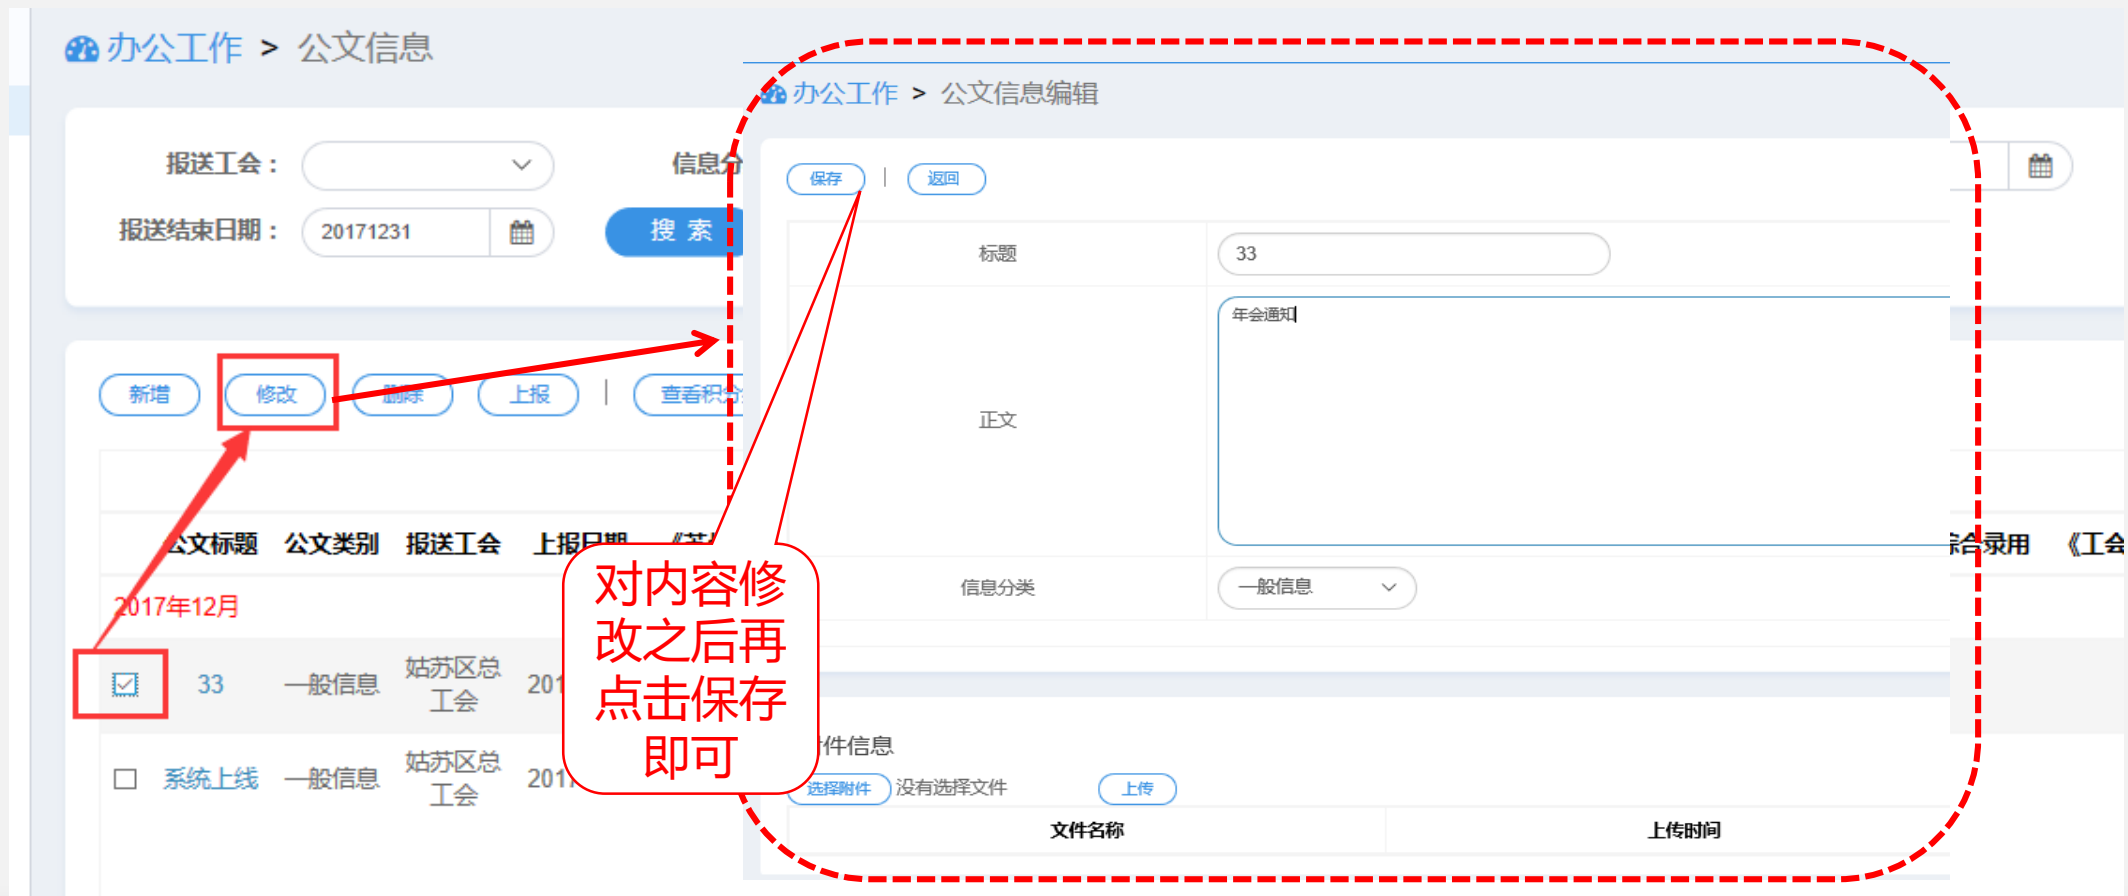 办公工作 > 公文信息
报送工会：
信息分
报送结束日期：
20171231
搜 索
新增
修改
删除
上报
查看积分
公文标题 公文类别 报送工会 上报日期
2017年12月
33 一般信息 姑苏区总
工会
201
系统上线 一般信息 姑苏区总
工会
2017
办公工作 > 公文信息编辑
保存
返回
标题
33
正文
年会通知
信息分类
一般信息
件信息
选择附件 没有选择文件
上传
文件名称
上传时间
对内容修
改之后再
点击保存
即可
综合录用 《工会